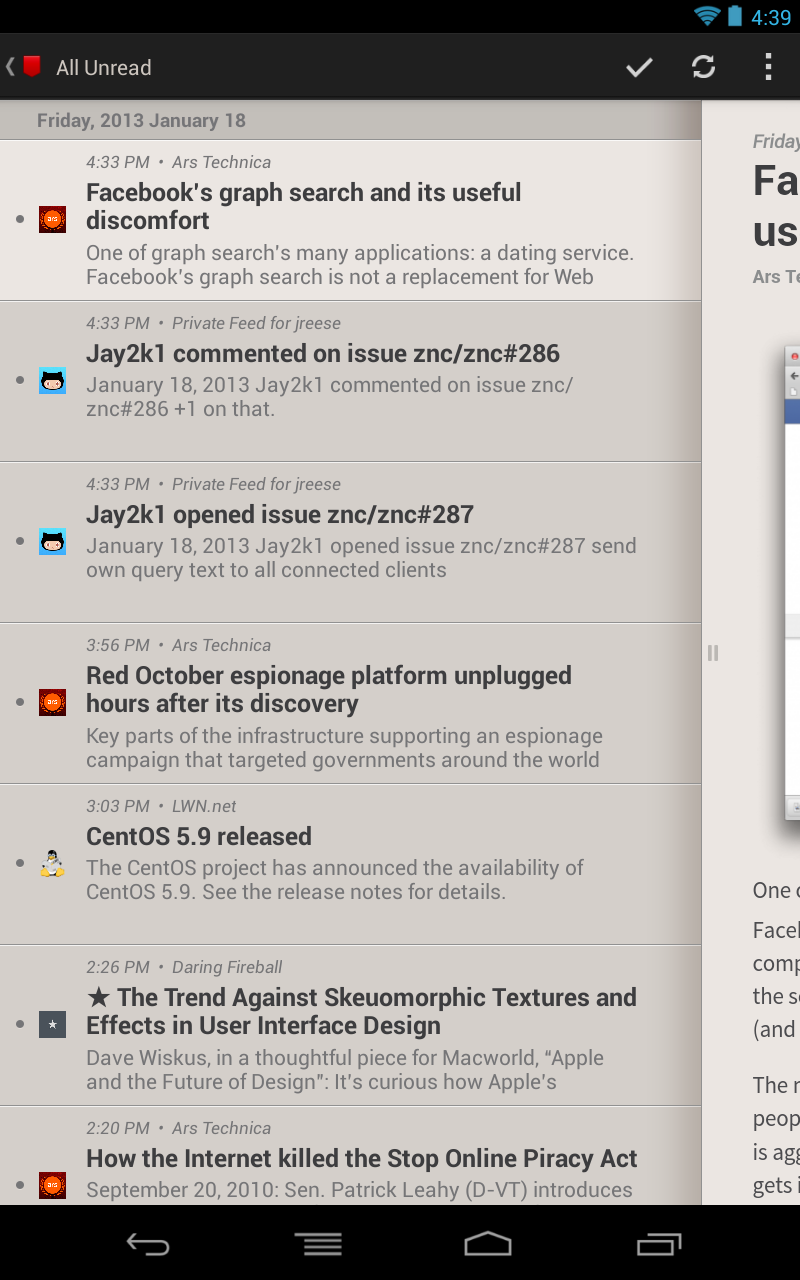 4:39
All Unread
Friday, 2013 January 18
4:33 PM • Ars Technica
Facebook's graph search and its useful
discomfort
One of graph search's many applications: a dating service.
Facebook's graph search is not a replacement for Web
4:33 PM • Private Feed for jreese
Jay2k1 commented on issue znc/znc#286
January 18, 2013 Jay2k1 commented on issue znc/
znc#286 +1 on that.
4:33 PM • Private Feed for jreese
Jay2k1 opened issue znc/znc#287
January 18, 2013 Jay2k1 opened issue znc/znc#287 send
own query text to all connected clients
3:56 PM • Ars Technica
Red October espionage platform unplugged
hours after its discovery
Key parts of the infrastructure supporting an espionage
campaign that targeted governments around the world
3:03 PM • LWN.net
CentOS 5.9 released
The CentOS project has announced the availability of
CentOS 5.9. See the release notes for details.
2:26 PM • Daring Fireball
★ The Trend Against Skeuomorphic Textures and
Effects in User Interface Design
Dave Wiskus, in a thoughtful piece for Macworld, “Apple
and the Future of Design”: It's curious how Apple's
2:20 PM • Ars Technica
How the Internet killed the Stop Online Piracy Act
September 20, 2010: Sen. Patrick Leahy (D-VT) introduces
Friday
Fa
us
Ars Te
One
Facel
comp
the s
(and
The
peop
is agg
gets i